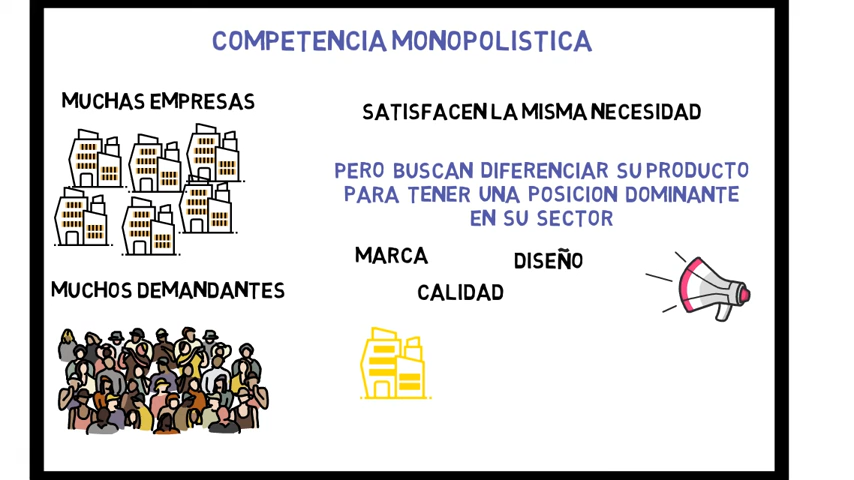 COMPETENCIA MONOPOLISTICA
MUCHAS EMPRESAS
SATISFACEN LA MISMA NECESIDAD
PERO BUSCAN DIFERENCIAR SU PRODUCTO
PARA TENER UNA POSICION DOMINANTE
EN SU SECTOR
MARCA
DISEÑO
CALIDAD
MUCHOS DEMANDANTES